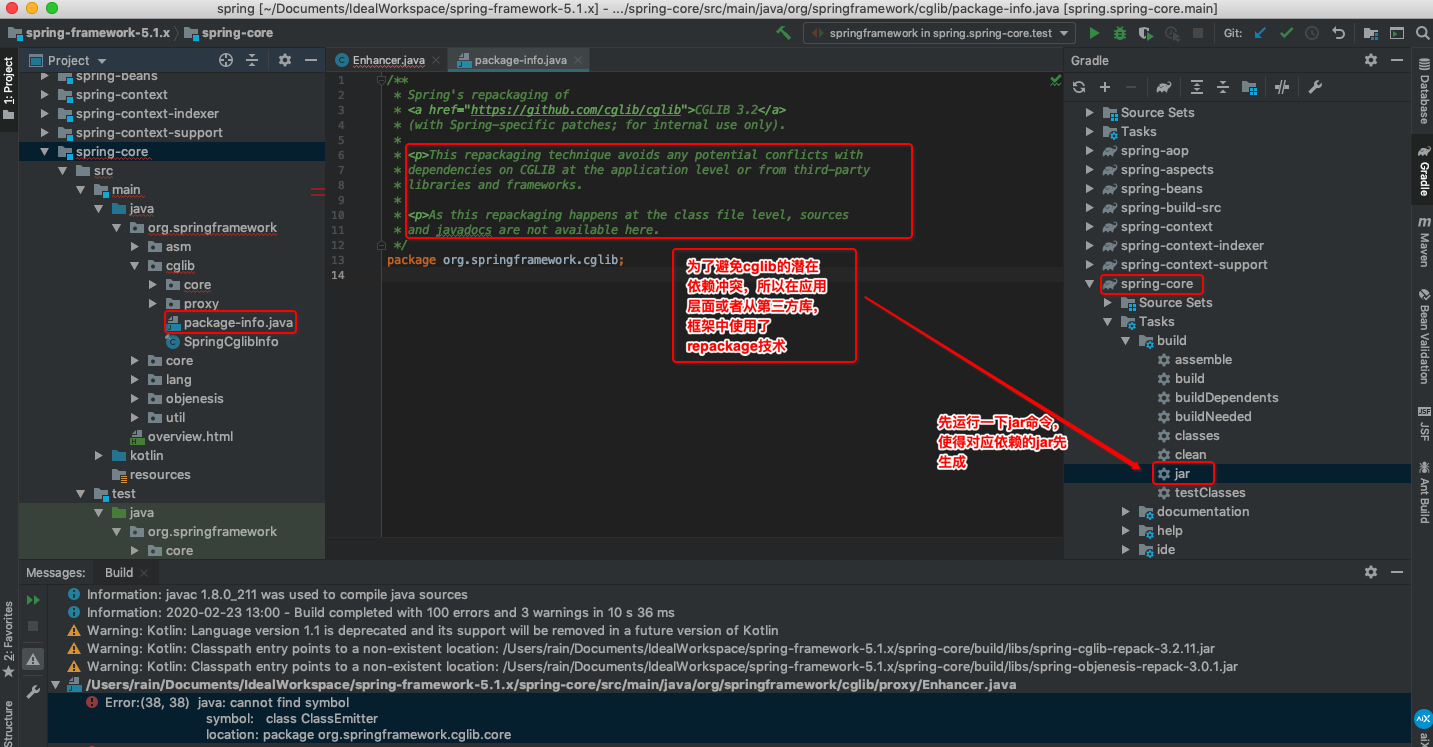 spring [~/Documents/IdealWorkspace/spring-framework-5.1.x] - .../spring-core/src/main/java/org/springframework/cglib/package-info.java [spring.spring-core.main]
spring-framework-5.1.x
spring-core
springframework in spring.spring-core.test
Git:
1: Project
Project
spring-beans
spring-context
spring-context-indexer
spring-context-support
spring-core
src
main
java
org.springframework
asm
cglib
core
proxy
package-info.java
SpringCglibInfo
core
lang
objenesis
util
overview.html
kotlin
resources
test
java
org.springframework
core
Enhancer.java
package-info.java
1 /**
2 * Spring's repackaging of
3 * <a href="https://github.com/cglib/cglib">CGLIB 3.2</a>
4 * (with Spring-specific patches; for internal use only).
5 *
6 * <p>This repackaging technique avoids any potential conflicts with
7 * dependencies on CGLIB at the application level or from third-party
8 * libraries and frameworks.
9 *
10 * <p>As this repackaging happens at the class file level, sources
11 * and javadocs are not available here.
12 */
13 package org.springframework.cglib;
14
为了避免cglib的潜在
依赖冲突，所以在应用
层面或者从第三方库，
框架中使用了
repackage技术
先运行一下jar命令，
使得对应依赖的jar先
生成
Gradle
Source Sets
Tasks
spring-aop
spring-aspects
spring-beans
spring-build-src
spring-context
spring-context-indexer
spring-context-support
spring-core
Source Sets
Tasks
build
assemble
build
buildDependents
buildNeeded
classes
clean
jar
testClasses
documentation
help
ide
Database
Gradle
Maven
Bean Validation
JSF
JSF
Ant Build
AiX
aiX
Messages:
Build
2: Favorites
Structure
Information: javac 1.8.0_211 was used to compile java sources
Information: 2020-02-23 13:00 - Build completed with 100 errors and 3 warnings in 10 s 36 ms
Warning: Kotlin: Language version 1.1 is deprecated and its support will be removed in a future version of Kotlin
Warning: Kotlin: Classpath entry points to a non-existent location: /Users/rain/Documents/IdealWorkspace/spring-framework-5.1.x/spring-core/build/libs/spring-cglib-repack-3.2.11.jar
Warning: Kotlin: Classpath entry points to a non-existent location: /Users/rain/Documents/IdealWorkspace/spring-framework-5.1.x/spring-core/build/libs/spring-objenesis-repack-3.0.1.jar
/Users/rain/Documents/IdealWorkspace/spring-framework-5.1.x/spring-core/src/main/java/org/springframework/cglib/proxy/Enhancer.java
Error:(38, 38) java: cannot find symbol
symbol: class ClassEmitter
location: package org.springframework.cglib.core